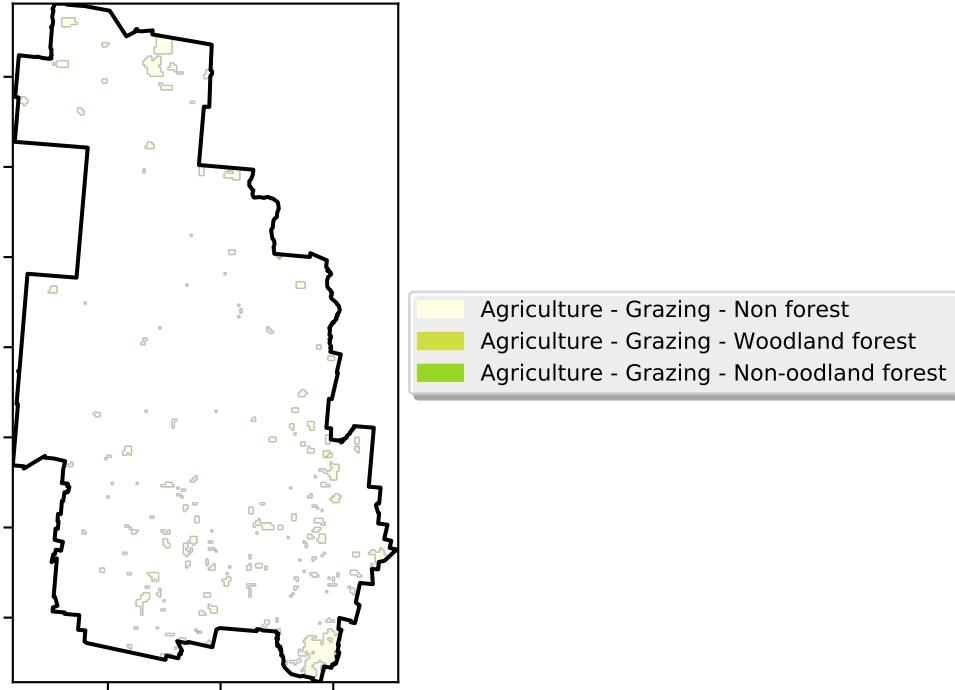 Agriculture - Grazing - Non forest
Agriculture - Grazing - Woodland forest
Agriculture - Grazing - Non-oodland forest